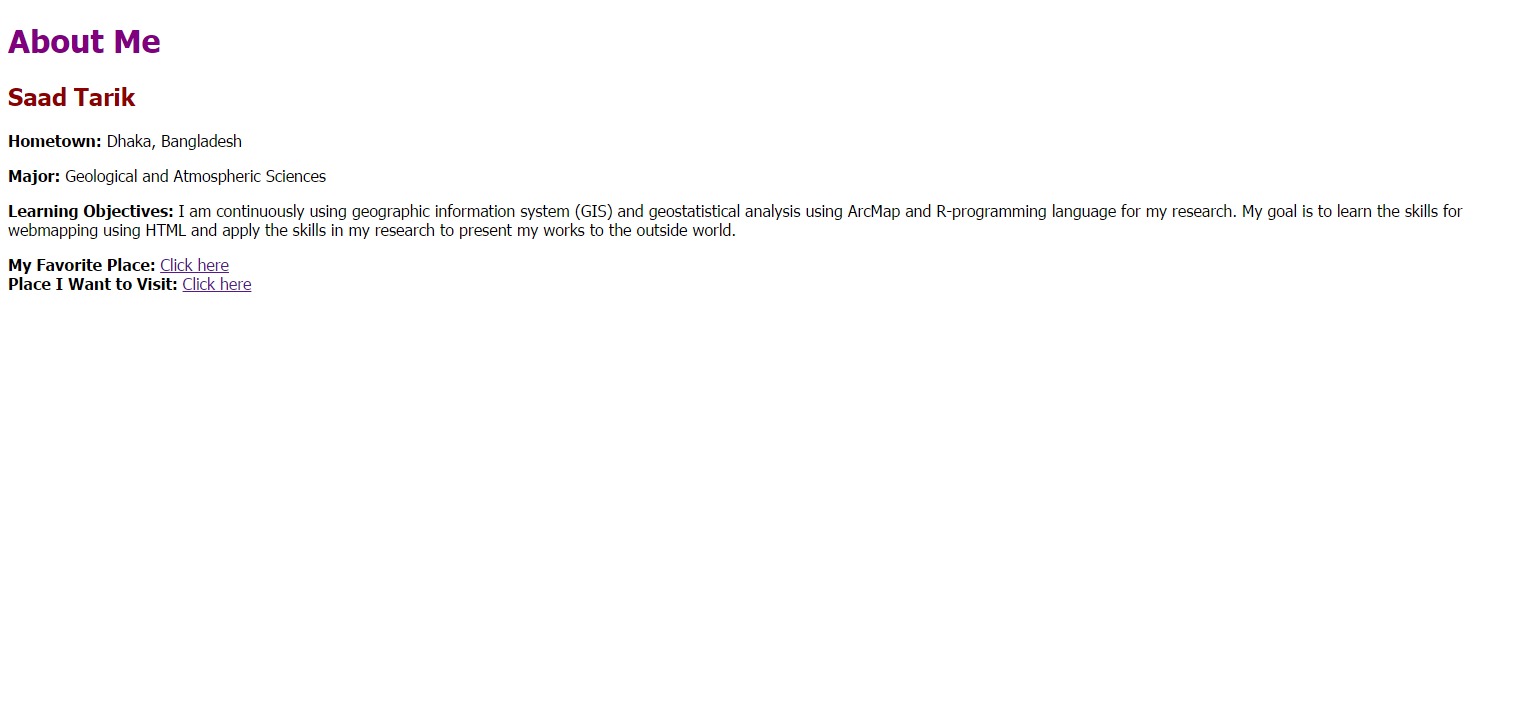 About Me
Saad Tarik
Hometown: Dhaka, Bangladesh
Major: Geological and Atmospheric Sciences
Learning Objectives: I am continuously using geographic information system (GIS) and geostatistical analysis using ArcMap and R-programming language for my research. My goal is to learn the skills for
webmapping using HTML and apply the skills in my research to present my works to the outside world.
My Favorite Place: Click here
Place I Want to Visit: Click here